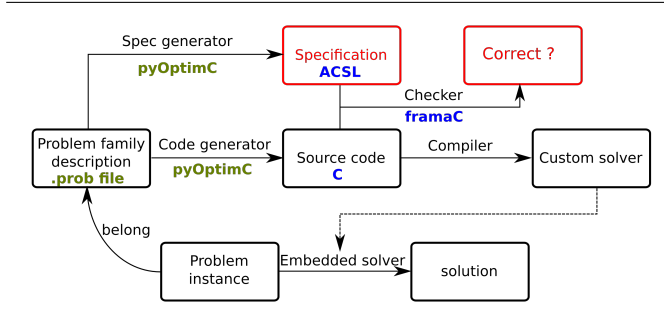 Spec generator
pyOptimC
Specification
ACSL
Correct ?
Checker
framaC
Problem family
description
.prob file
Code generator
pyOptimC
Source code
C
Compiler
Custom solver
belong
Problem
instance
Embedded solver
solution